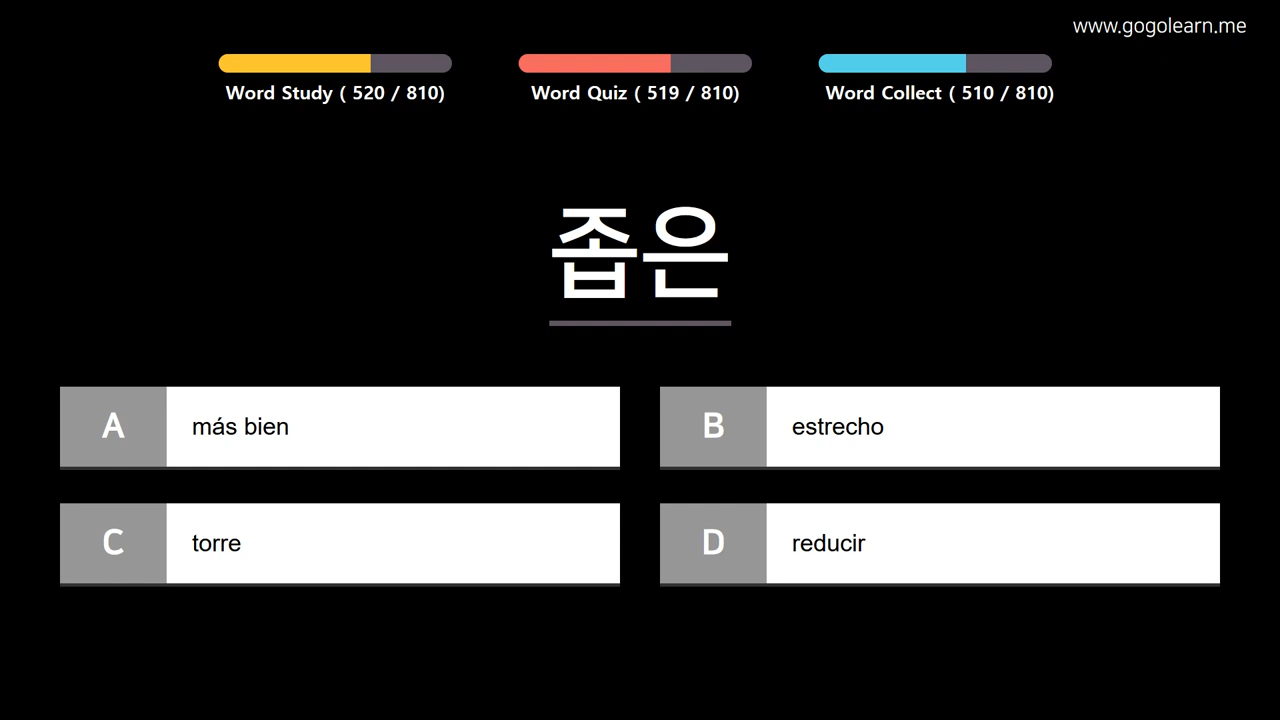 www.gogolearn.me
Word Study ( 520 / 810)
Word Quiz ( 519 / 810)
Word Collect ( 510 / 810)
좁은
A
más bien
B
estrecho
C
torre
D
reducir